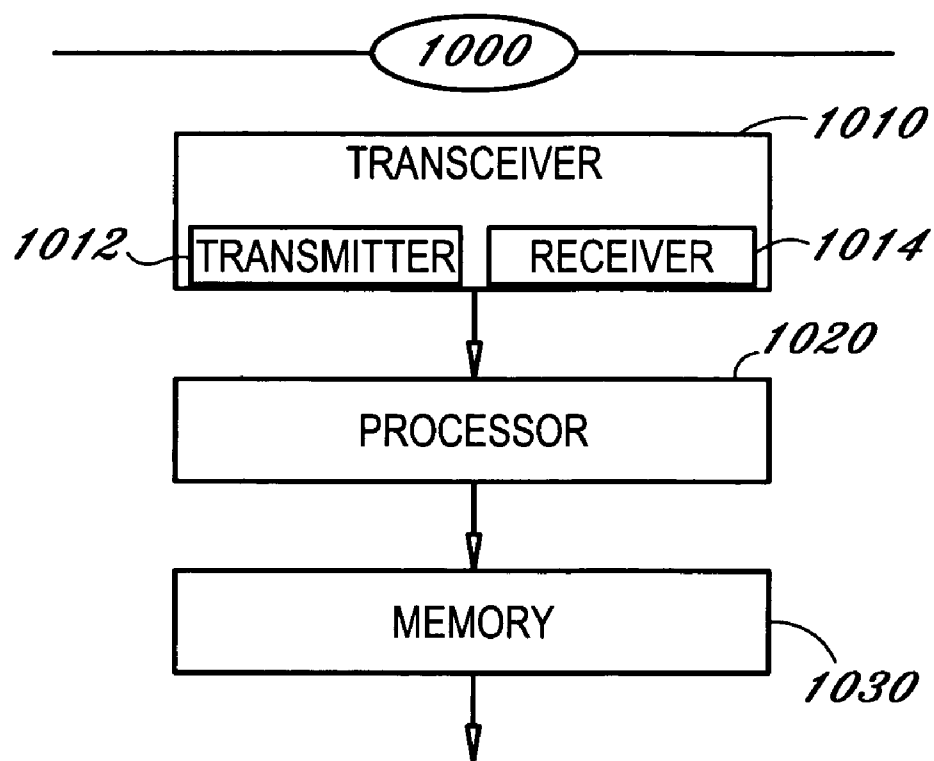 1000
1010
TRANSCEIVER
1012
TRANSMITTER
RECEIVER
1014
1020
PROCESSOR
MEMORY
1030